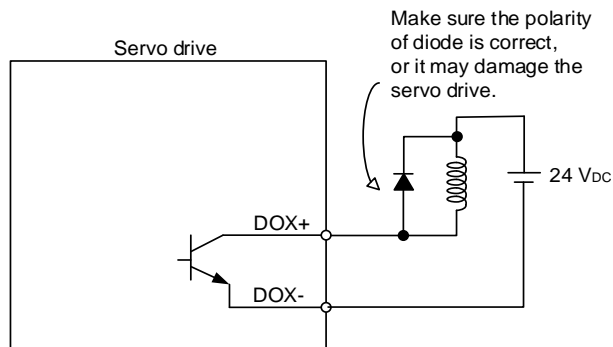 Make sure the polarity
of diode is correct,
or it may damage the
servo drive.
Servo drive
24 VDC
DOX+
DOX-